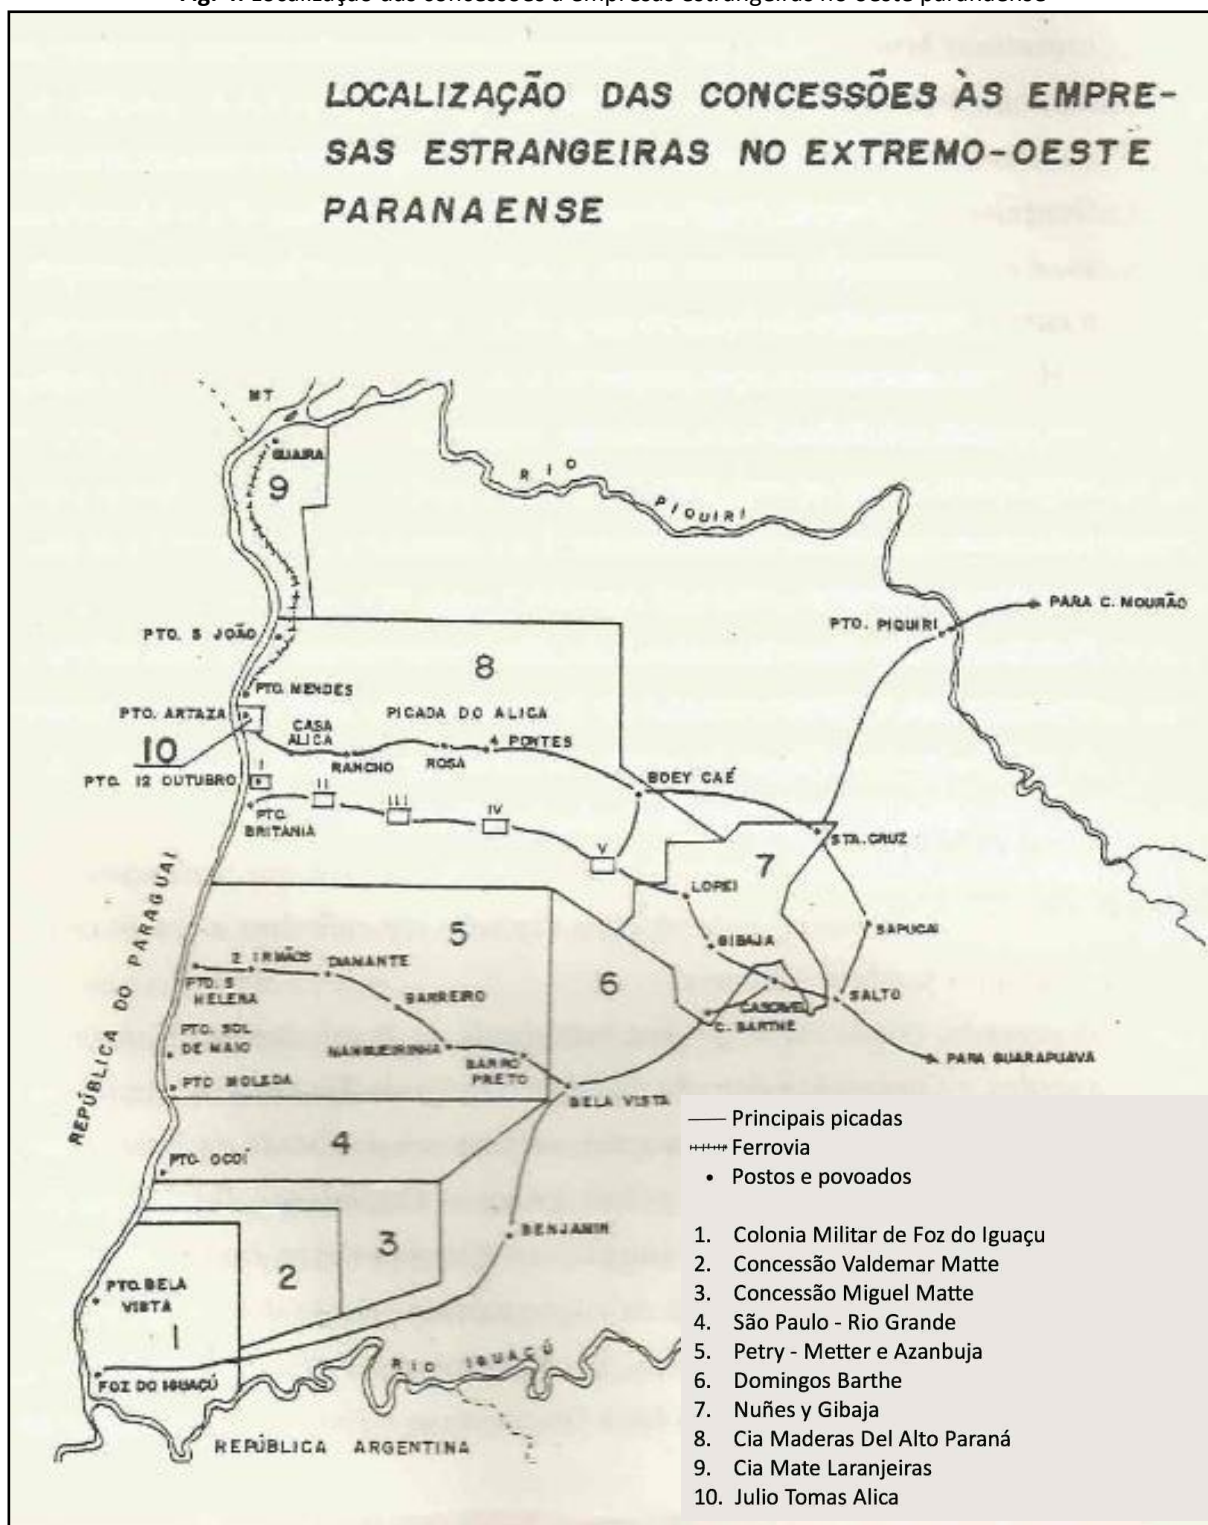 LOCALIZAÇÃO DAS CONCESSÕES ÀS EMPRE-
SAS ESTRANGEIRAS NO EXTREMO-OESTE
PARANAENSE
MT
GUAIRA
9
RIO
PIQUIRI
PARA C. MOURÃO
PTO. PIQUIRI
PTO. S JOÃO
8
PTO. MENDES
PTO. ARTAZA
CASA
ALICA
PICADA DO ALICA
4 PONTES
10
RANCHO
ROSA
PTO. 12 OUTUBRO
I
BOEY CAÉ
II
III
IV
PTO.
BRITANIA
V
STA. CRUZ
7
LOPEI
REPÚBLICA DO PARAGUAI
5
GIBAJA
SAPUCAI
2 IRMÃOS
DIAMANTE
PTO. S
HELENA
BARREIRO
6
CASCAVEL
SALTO
C. BARTHE
PTO. SOL
DE MAIO
MANGUEIRINHA
BARRO
PRETO
PARA GUARAPUAVA
PTO MOLEDA
BELA VISTA
4
PTO. OCOÍ
BENJAMIN
3
2
PTO. BELA
VISTA
1
FOZ DO IGUAÇÚ
RIO IGUAÇÚ
REPÚBLICA ARGENTINA
Principais picadas
Ferrovia
Postos e povoados
1. Colonia Militar de Foz do Iguaçu
2. Concessão Valdemar Matte
3. Concessão Miguel Matte
4. São Paulo - Rio Grande
5. Petry - Metter e Azanbuja
6. Domingos Barthe
7. Nuñes y Gibaja
8. Cia Maderas Del Alto Paraná
9. Cia Mate Laranjeiras
10. Julio Tomas Alica